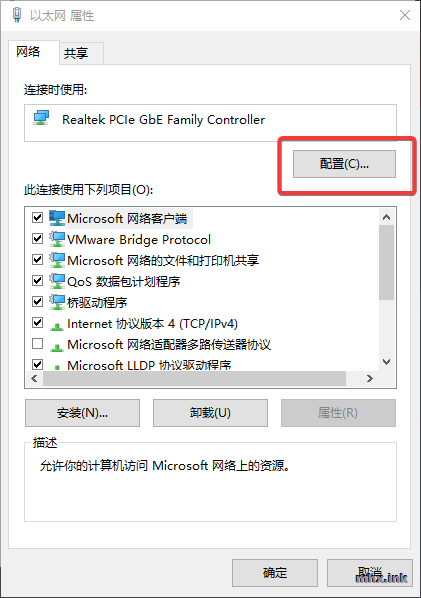 以太网 属性
网络
共享
连接时使用:
Realtek PCIe GbE Family Controller
配置(C)...
此连接使用下列项目(O):
Microsoft 网络客户端
VMware Bridge Protocol
Microsoft 网络的文件和打印机共享
QoS 数据包计划程序
桥驱动程序
Internet 协议版本 4 (TCP/IPv4)
Microsoft 网络适配器多路传送器协议
Microsoft LLDP 协议驱动程序
安装(N)...
卸载(U)
属性(R)
描述
允许你的计算机访问 Microsoft 网络上的资源。
确定
取消